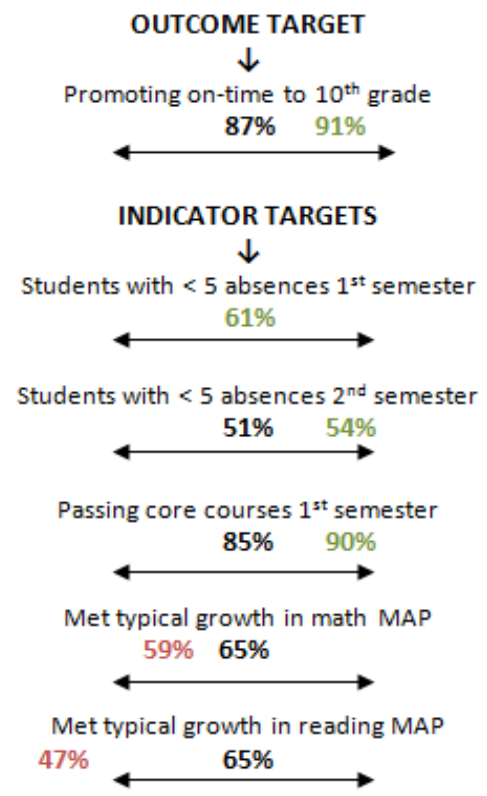 OUTCOME TARGET
Promoting on-time to 10th grade
87% 91%
INDICATOR TARGETS
Students with < 5 absences 1st semester
61%
Students with < 5 absences 2nd semester
51% 54%
Passing core courses 1st semester
85% 90%
Met typical growth in math MAP
59% 65%
Met typical growth in reading MAP
47% 65%